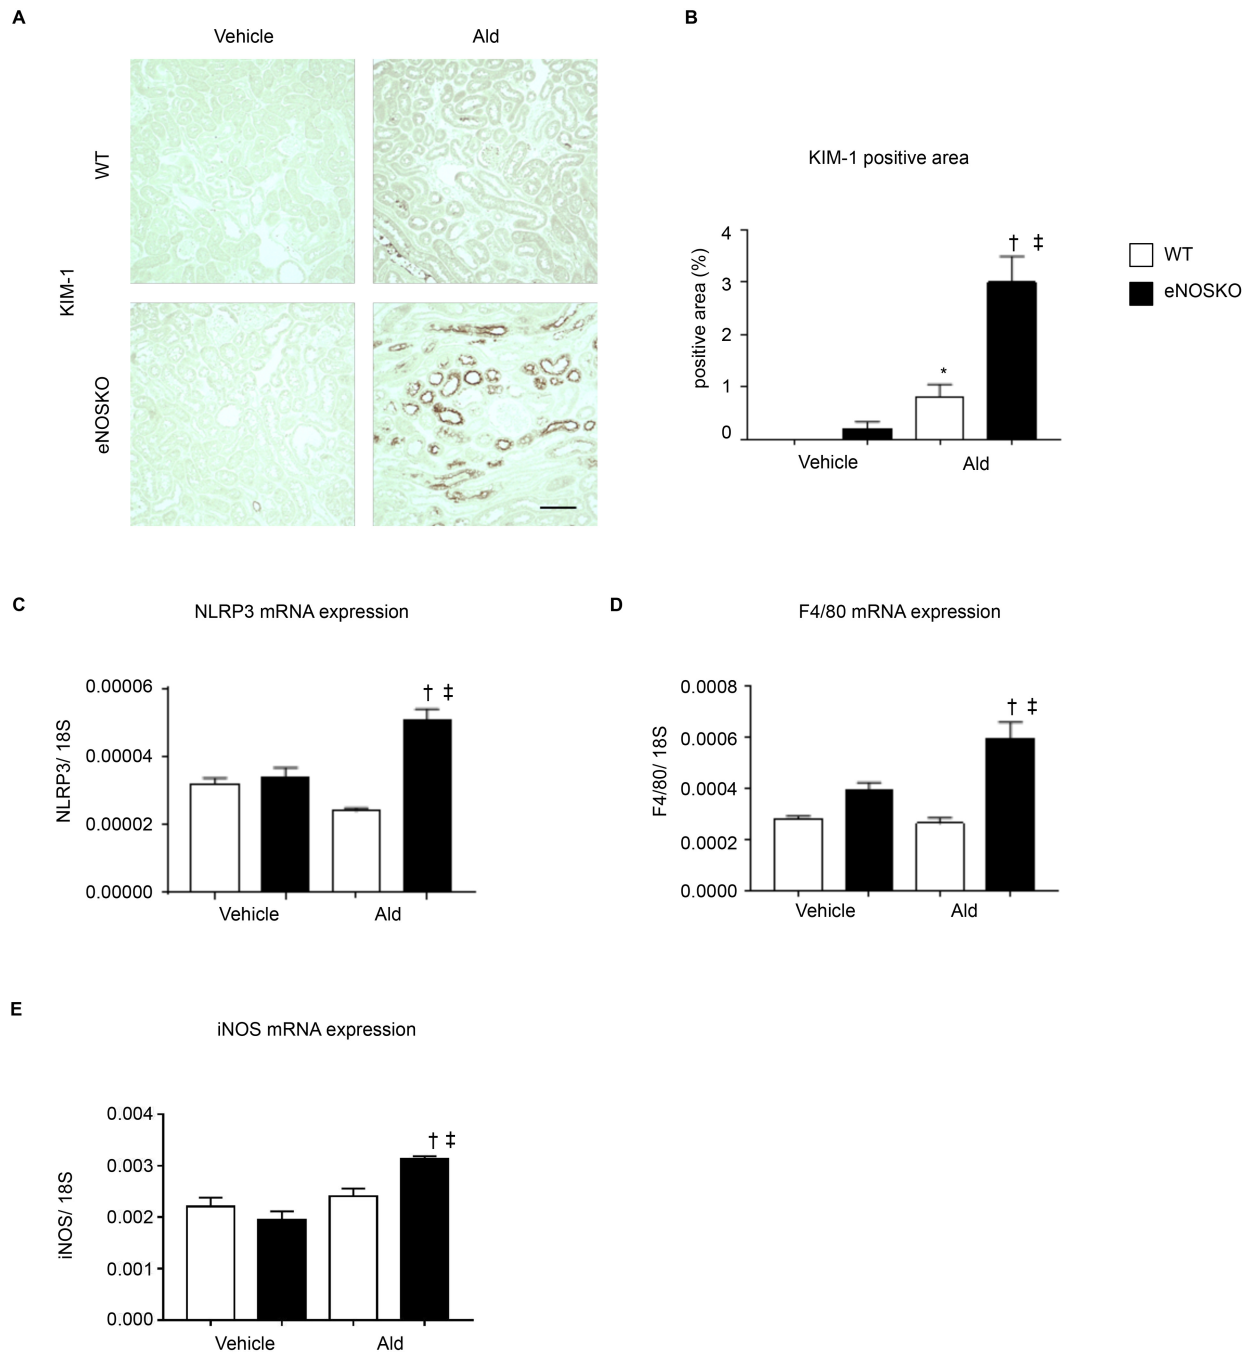 A
Vehicle
Ald
WT
KIM-1
eNOSKO
B
KIM-1 positive area
positive area (%)
4
3
2
1
0
*
† ‡
Vehicle
Ald
WT
eNOSKO
C
NLRP3 mRNA expression
NLRP3/ 18S
0.00006
0.00004
0.00002
0.00000
† ‡
Vehicle
Ald
D
F4/80 mRNA expression
F4/80/ 18S
0.0008
0.0006
0.0004
0.0002
0.0000
† ‡
Vehicle
Ald
E
iNOS mRNA expression
iNOS/ 18S
0.004
0.003
0.002
0.001
0.000
† ‡
Vehicle
Ald